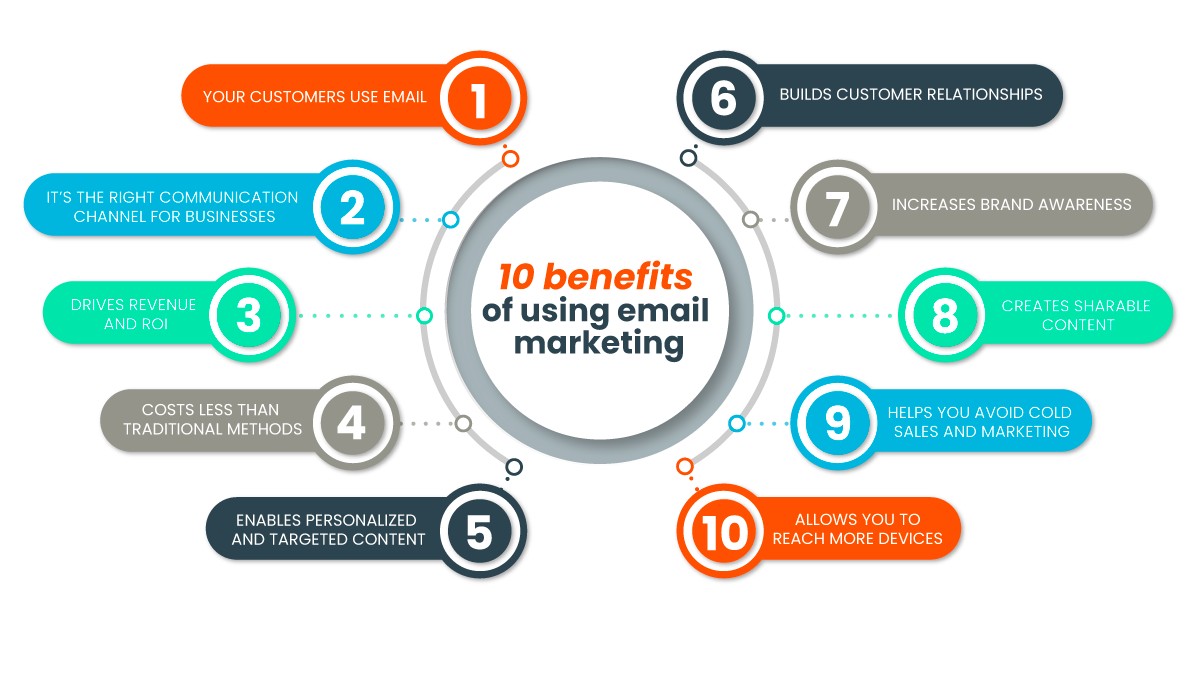 10 benefits
of using email
marketing
1
YOUR CUSTOMERS USE EMAIL
2
IT'S THE RIGHT COMMUNICATION
CHANNEL FOR BUSINESSES
3
DRIVES REVENUE
AND ROI
4
COSTS LESS THAN
TRADITIONAL METHODS
5
ENABLES PERSONALIZED
AND TARGETED CONTENT
6
BUILDS CUSTOMER RELATIONSHIPS
7
INCREASES BRAND AWARENESS
8
CREATES SHARABLE
CONTENT
9
HELPS YOU AVOID COLD
SALES AND MARKETING
10
ALLOWS YOU TO
REACH MORE DEVICES